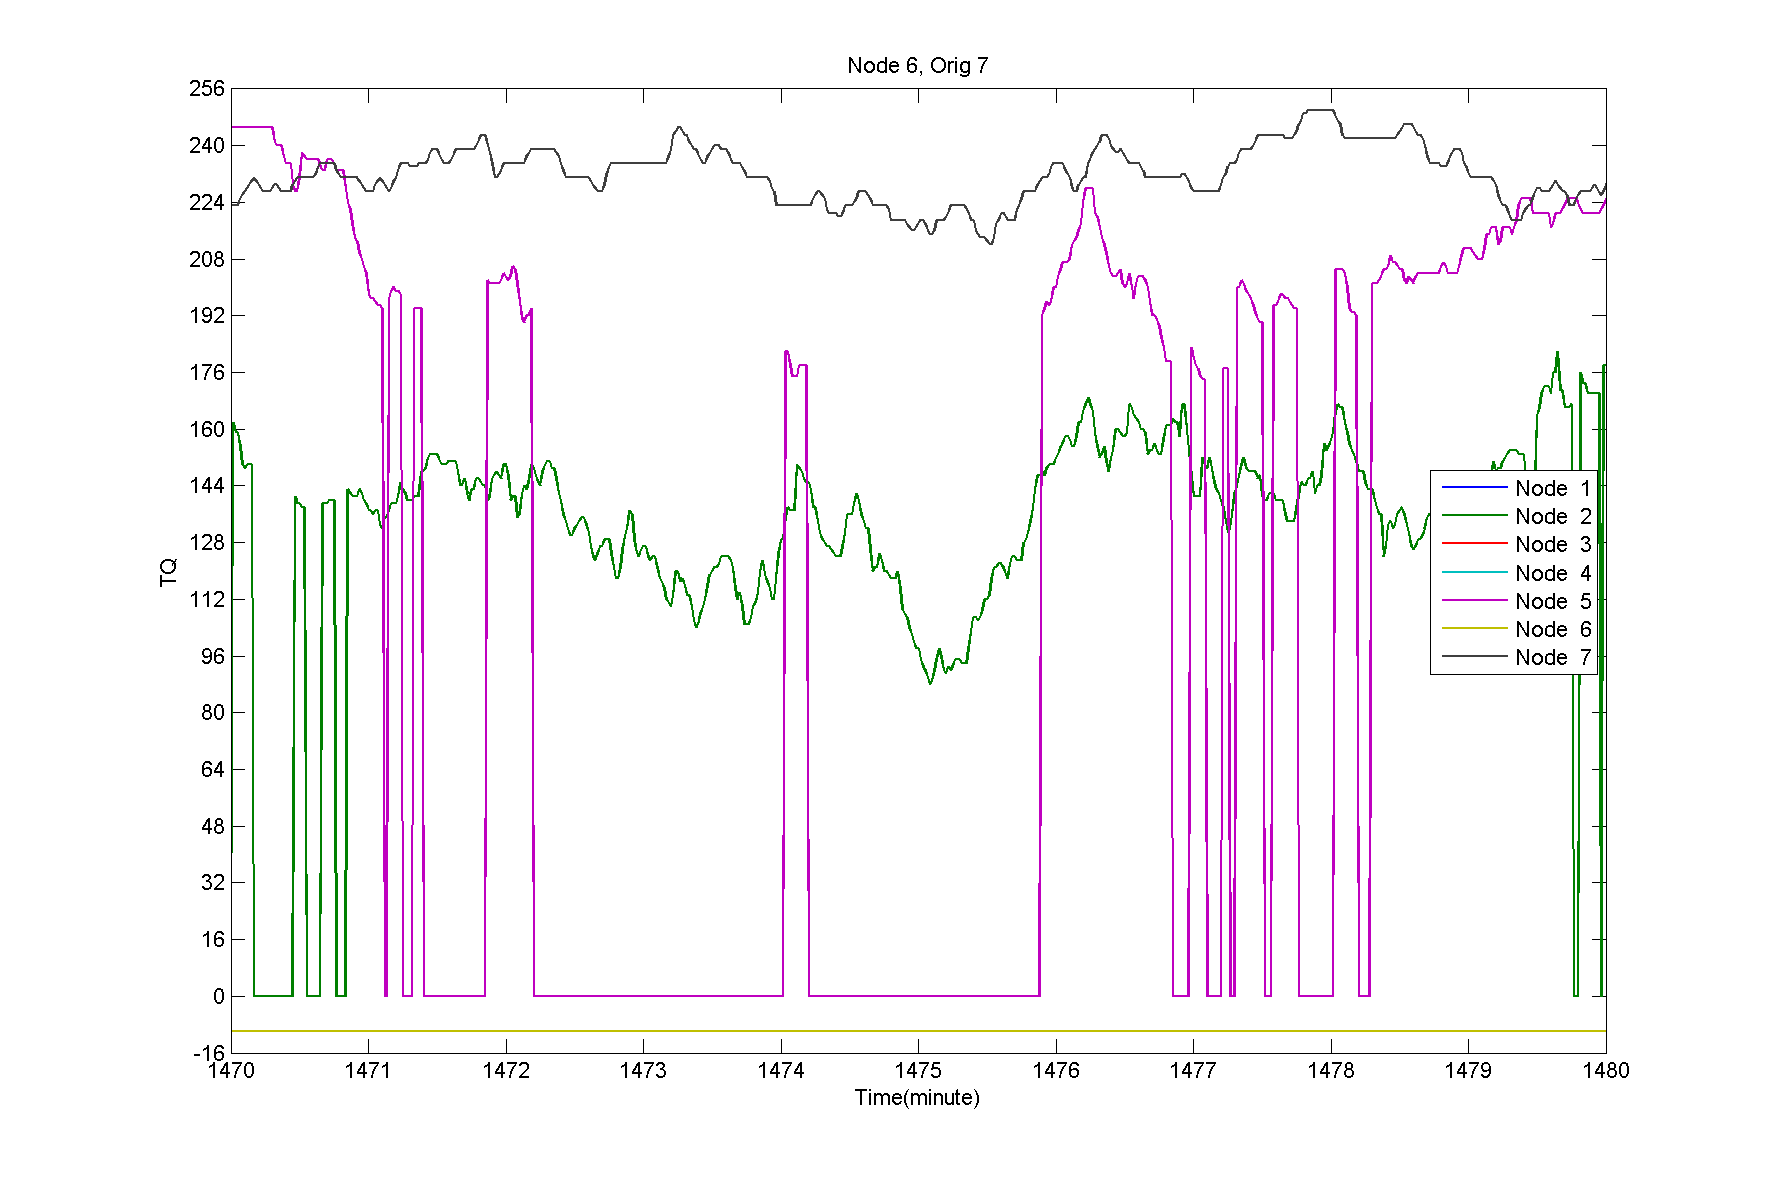 Node 6, Orig 7
256
240
224
208
192
176
160
144
128
112
96
80
64
48
32
16
0
-16
TQ
1470 1471 1472 1473 1474 1475 1476 1477 1478 1479 1480
Time(minute)
Node 1
Node 2
Node 3
Node 4
Node 5
Node 6
Node 7